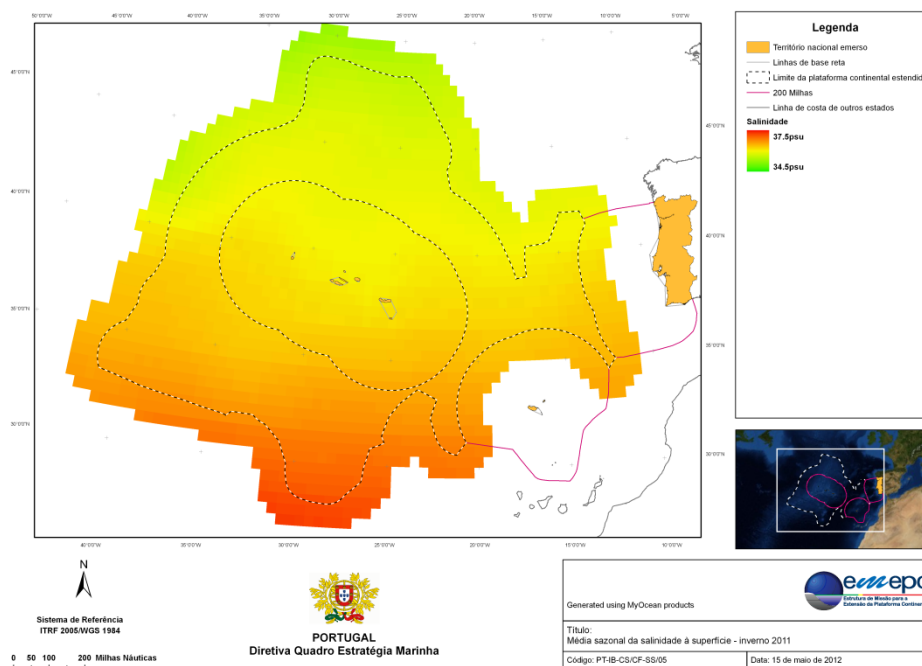 50°0'0"W
45°0'0"W
40°0'0"W
35°0'0"W
30°0'0"W
25°0'0"W
20°0'0"W
15°0'0"W
10°0'0"W
5°0'0"W
45°0'0"N
40°0'0"N
35°0'0"N
30°0'0"N
45°0'0"N
40°0'0"N
35°0'0"N
30°0'0"N
40°0'0"W
35°0'0"W
30°0'0"W
25°0'0"W
20°0'0"W
15°0'0"W
10°0'0"W
Legenda
Território nacional emerso
Linhas de base reta
Limite da plataforma continental estendid
200 Milhas
Linha de costa de outros estados
Salinidade
37.5psu
34.5psu
N
Sistema de Referência
ITRF 2005/WGS 1984
0 50 100 200 Milhas Náuticas
PORTUGAL
Diretiva Quadro Estratégia Marinha
Generated using MyOcean products
emepc
Estrutura de Missão para a
Extensão da Plataforma Continen
Título:
Média sazonal da salinidade à superfície - inverno 2011
Código: PT-IB-CS/CF-SS/05
Data: 15 de maio de 2012